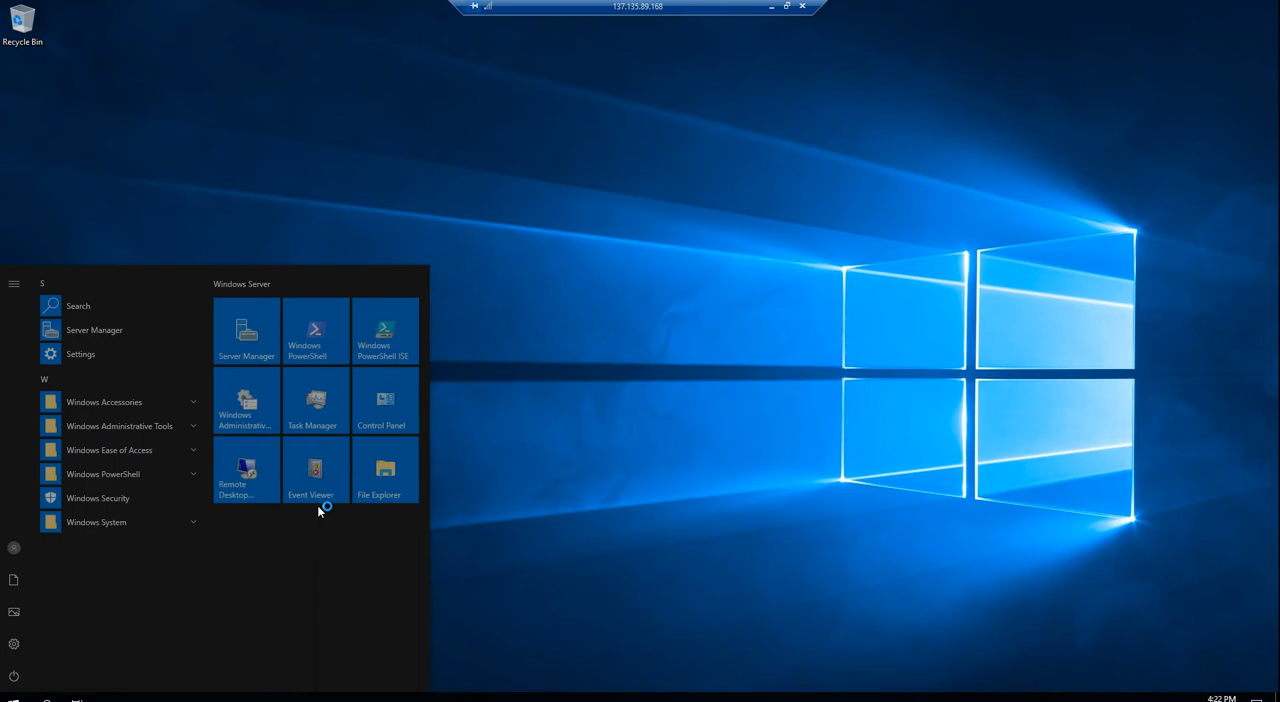 137.135.89.168
Recycle Bin
S
Search
Server Manager
Settings
W
Windows Accessories
Windows Administrative Tools
Windows Ease of Access
Windows PowerShell
Windows Security
Windows System
Windows Server
Server Manager
Windows
PowerShell
Windows
PowerShell ISE
Windows
Administrativ...
Task Manager
Control Panel
Remote
Desktop...
Event Viewer
File Explorer
4:22 PM